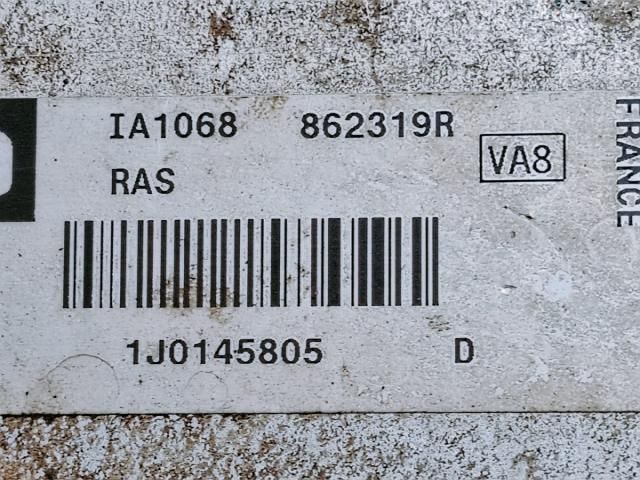 IA1068 862319R
RAS
VA8
1J0145805 D
FRANCE